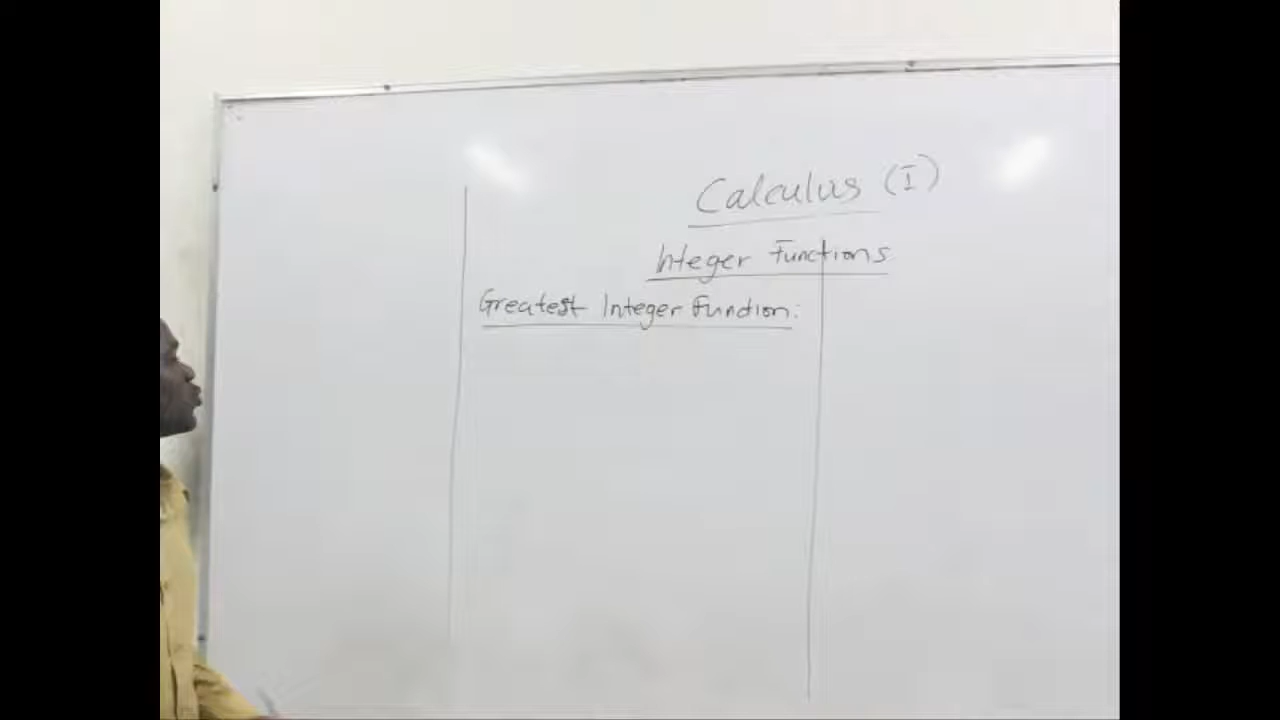 Calculus (I)
Integer Functions
Greatest Integer Function: